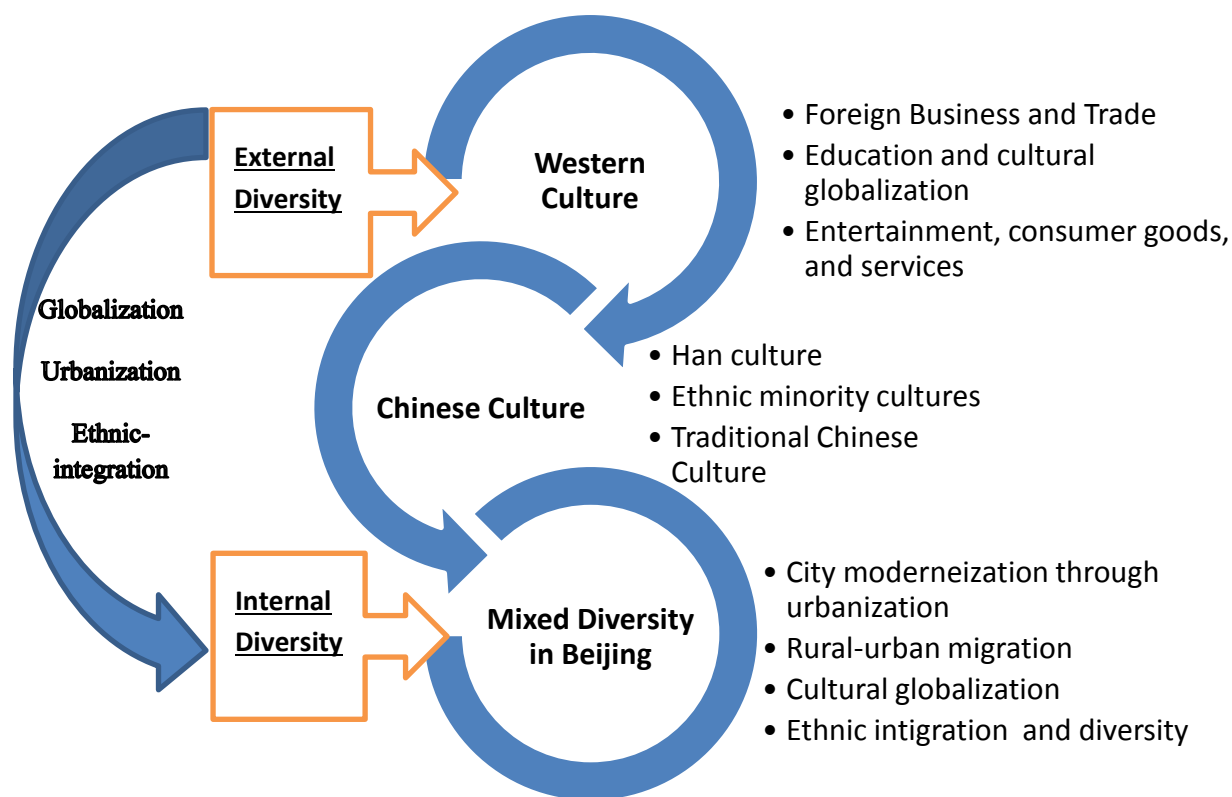 External
Diversity
Western
Culture
• Foreign Business and Trade
• Education and cultural
globalization
• Entertainment, consumer goods,
and services
Globalization
Urbanization
Ethnic-
integration
Chinese Culture
• Han culture
• Ethnic minority cultures
• Traditional Chinese
Culture
Internal
Diversity
Mixed Diversity
in Beijing
• City moderneization through
urbanization
• Rural-urban migration
• Cultural globalization
• Ethnic intigration  and diversity